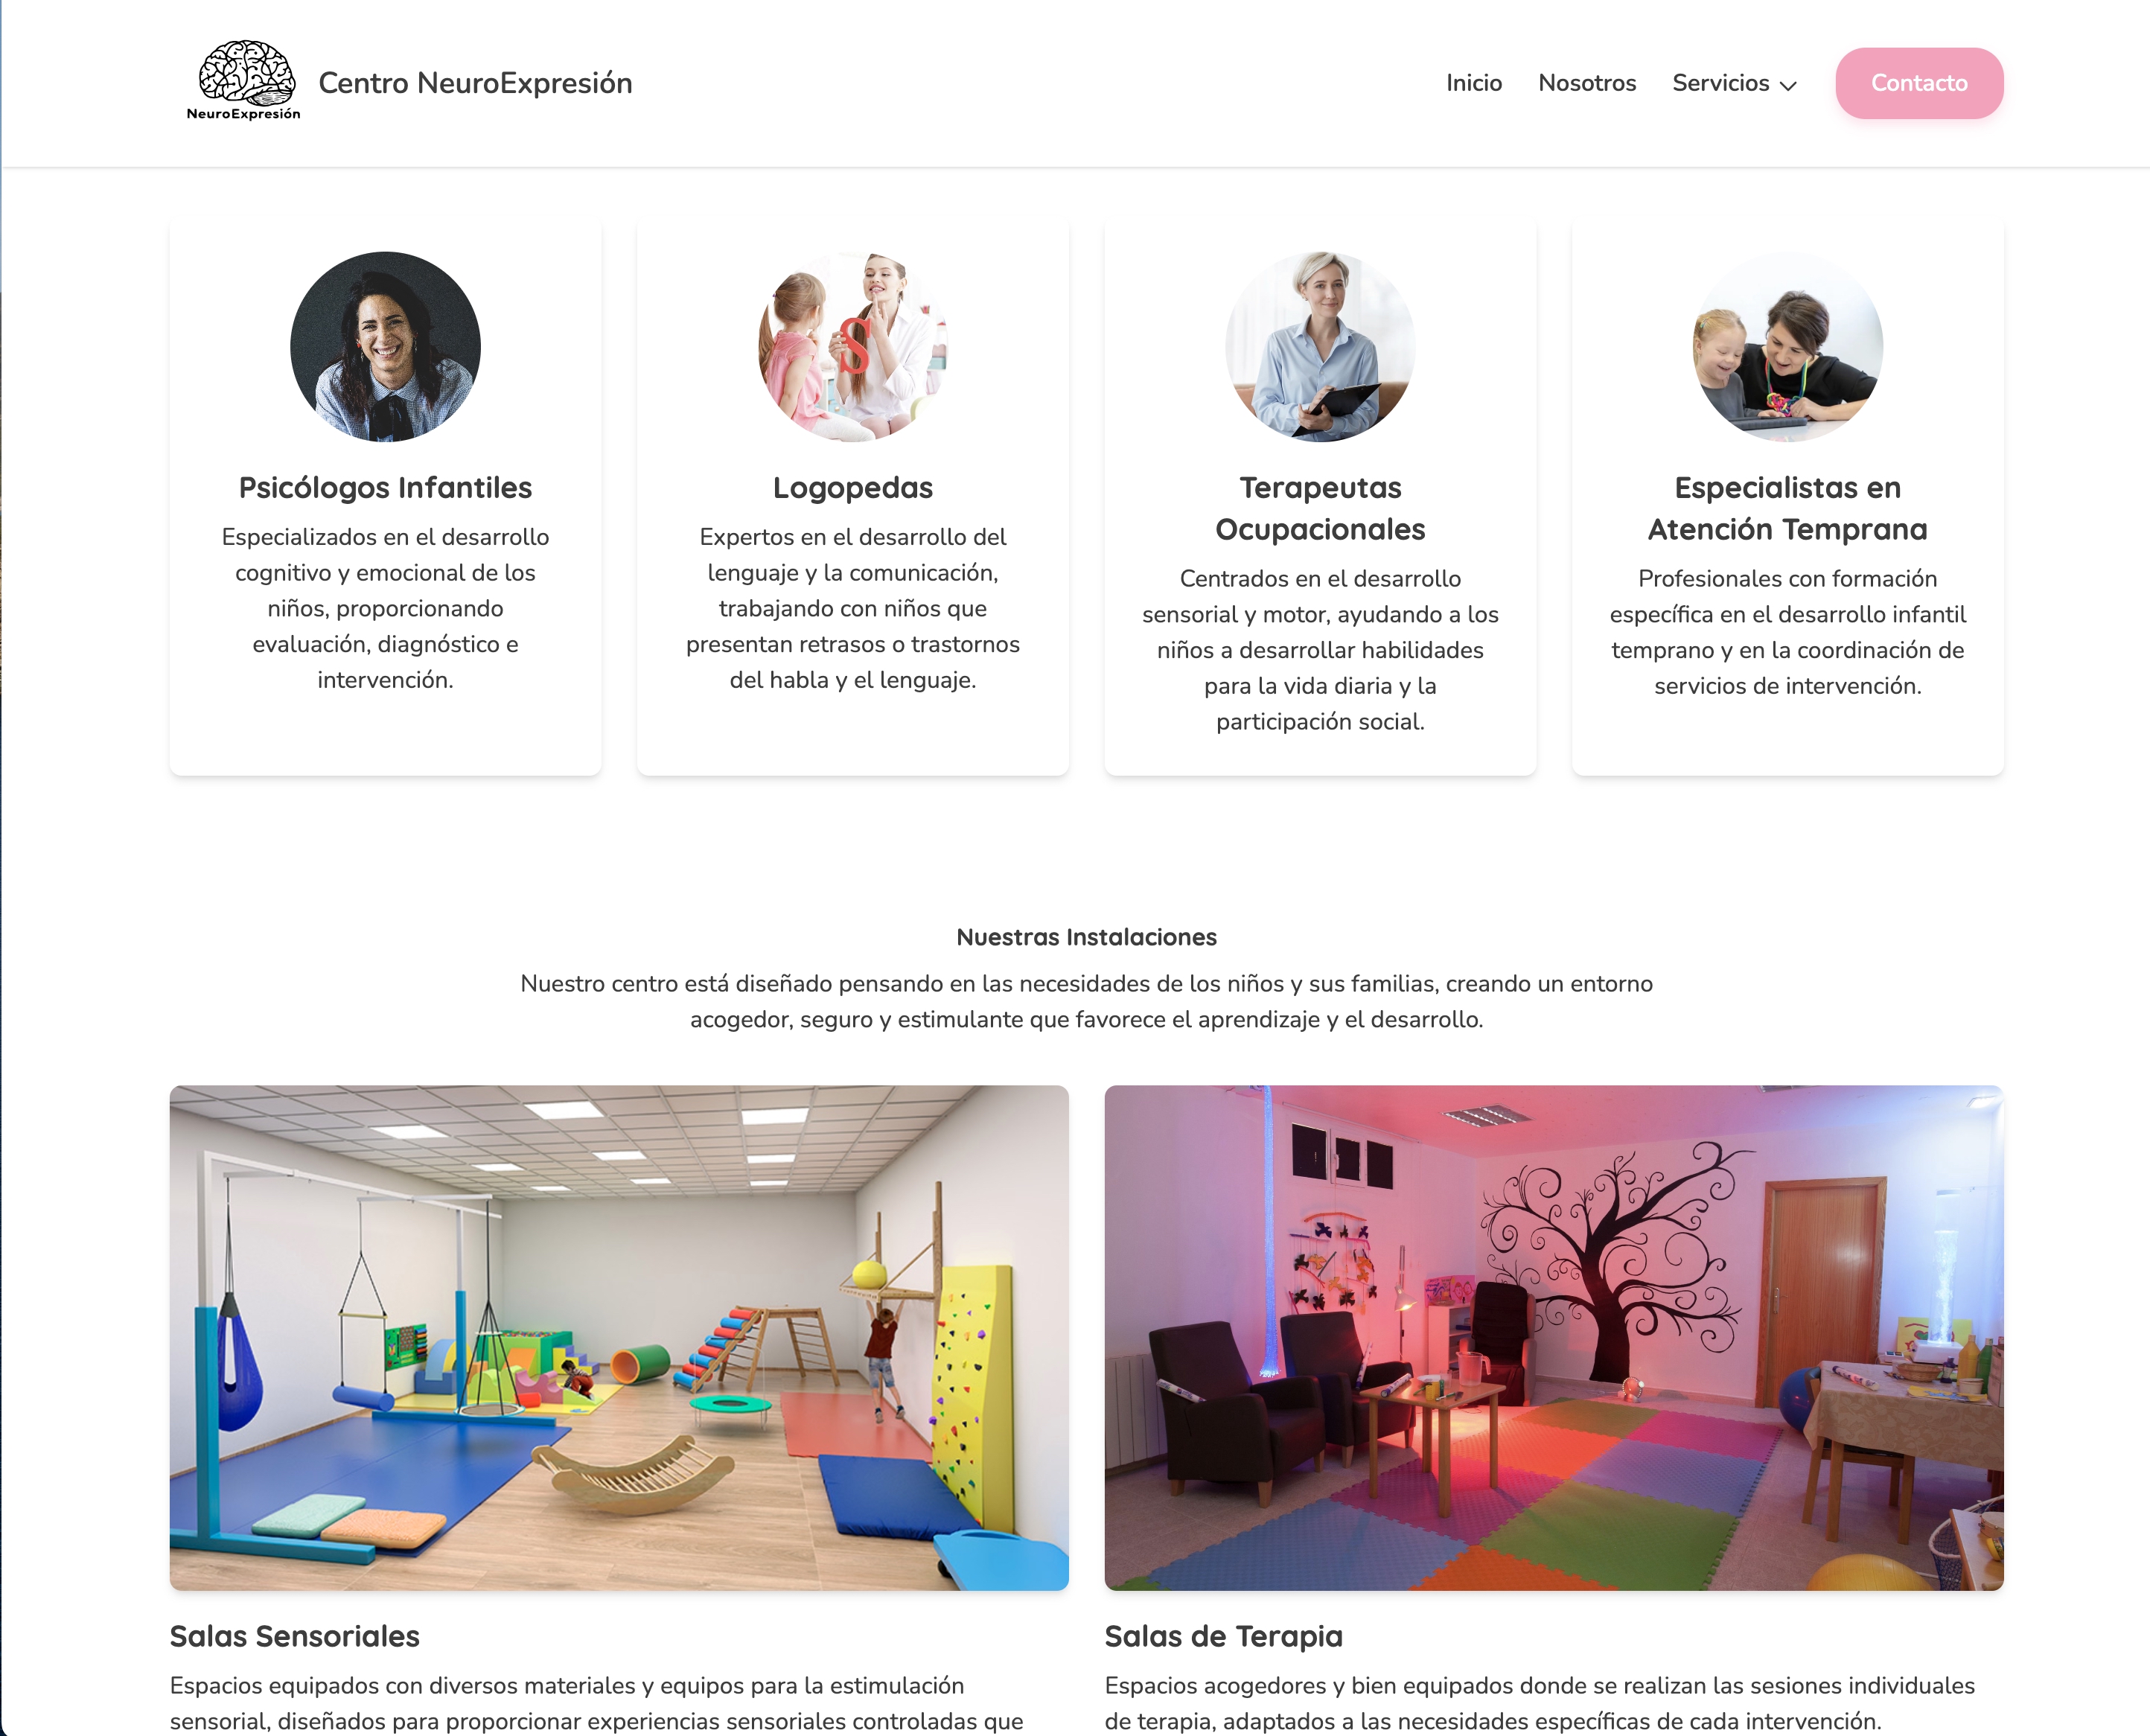 NeuroExpresión
Centro NeuroExpresión
Inicio
Nosotros
Servicios
Contacto
Psicólogos Infantiles
Especializados en el desarrollo
cognitivo y emocional de los
niños, proporcionando
evaluación, diagnóstico e
intervención.
Logopedas
Expertos en el desarrollo del
lenguaje y la comunicación,
trabajando con niños que
presentan retrasos o trastornos
del habla y el lenguaje.
Terapeutas
Ocupacionales
Centrados en el desarrollo
sensorial y motor, ayudando a los
niños a desarrollar habilidades
para la vida diaria y la
participación social.
Especialistas en
Atención Temprana
Profesionales con formación
específica en el desarrollo infantil
temprano y en la coordinación de
servicios de intervención.
Nuestras Instalaciones
Nuestro centro está diseñado pensando en las necesidades de los niños y sus familias, creando un entorno
acogedor, seguro y estimulante que favorece el aprendizaje y el desarrollo.
Salas Sensoriales
Espacios equipados con diversos materiales y equipos para la estimulación
sensorial, diseñados para proporcionar experiencias sensoriales controladas que
Salas de Terapia
Espacios acogedores y bien equipados donde se realizan las sesiones individuales
de terapia, adaptados a las necesidades específicas de cada intervención.
S